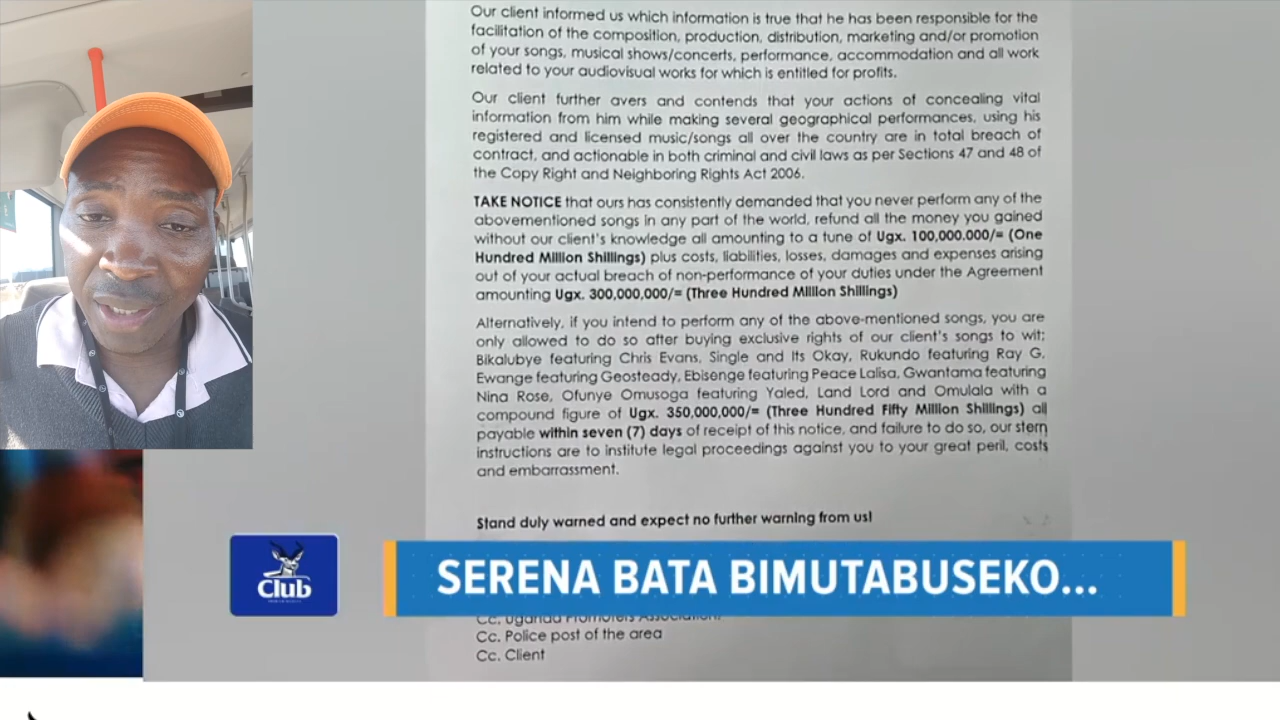 Our client informed us which information is true that he has been responsible for the
facilitation of the composition, production, distribution, marketing and/or promotion
of your songs, musical shows/concerts, performance, accommodation and all work
related to your audiovisual works for which is entitled for profits.
Our client further avers and contends that your actions of concealing vital
information from him while making several geographical performances, using his
registered and licensed music/songs all over the country are in total breach of
contract, and actionable in both criminal and civil laws as per Sections 47 and 48 of
the Copy Right and Neighboring Rights Act 2006.
TAKE NOTICE that ours has consistently demanded that you never perform any of the
abovementioned songs in any part of the world, refund all the money you gained
without our client's knowledge all amounting to a tune of Ugx. 100,000.000/= (One
Hundred Million Shillings) plus costs, liabilities, losses, damages and expenses arising
out of your actual breach of non-performance of your duties under the Agreement
amounting Ugx. 300,000,000/= (Three Hundred Million Shillings)
Alternatively, if you intend to perform any of the above-mentioned songs, you are
only allowed to do so after buying exclusive rights of our client's songs to wit;
Bikalubye featuring Chris Evans, Single and Its Okay, Rukundo featuring Ray G,
Ewange featuring Geosteady, Ebisenge featuring Peace Lalisa, Gwantama featuring
Nina Rose, Ofunye Omusoga featuring Yaled, Land Lord and Omulala with a
compound figure of Ugx. 350,000,000/= (Three Hundred Fifty Million Shillings) all
payable within seven (7) days of receipt of this notice, and failure to do so, our stern
instructions are to institute legal proceedings against you to your great peril, costs
and embarrassment.
Stand duly warned and expect no further warning from us!
Club
SERENA BATA BIMUTABUSEKO...
Cc. Uganda Promoters Association.
Cc. Police post of the area
Cc. Client